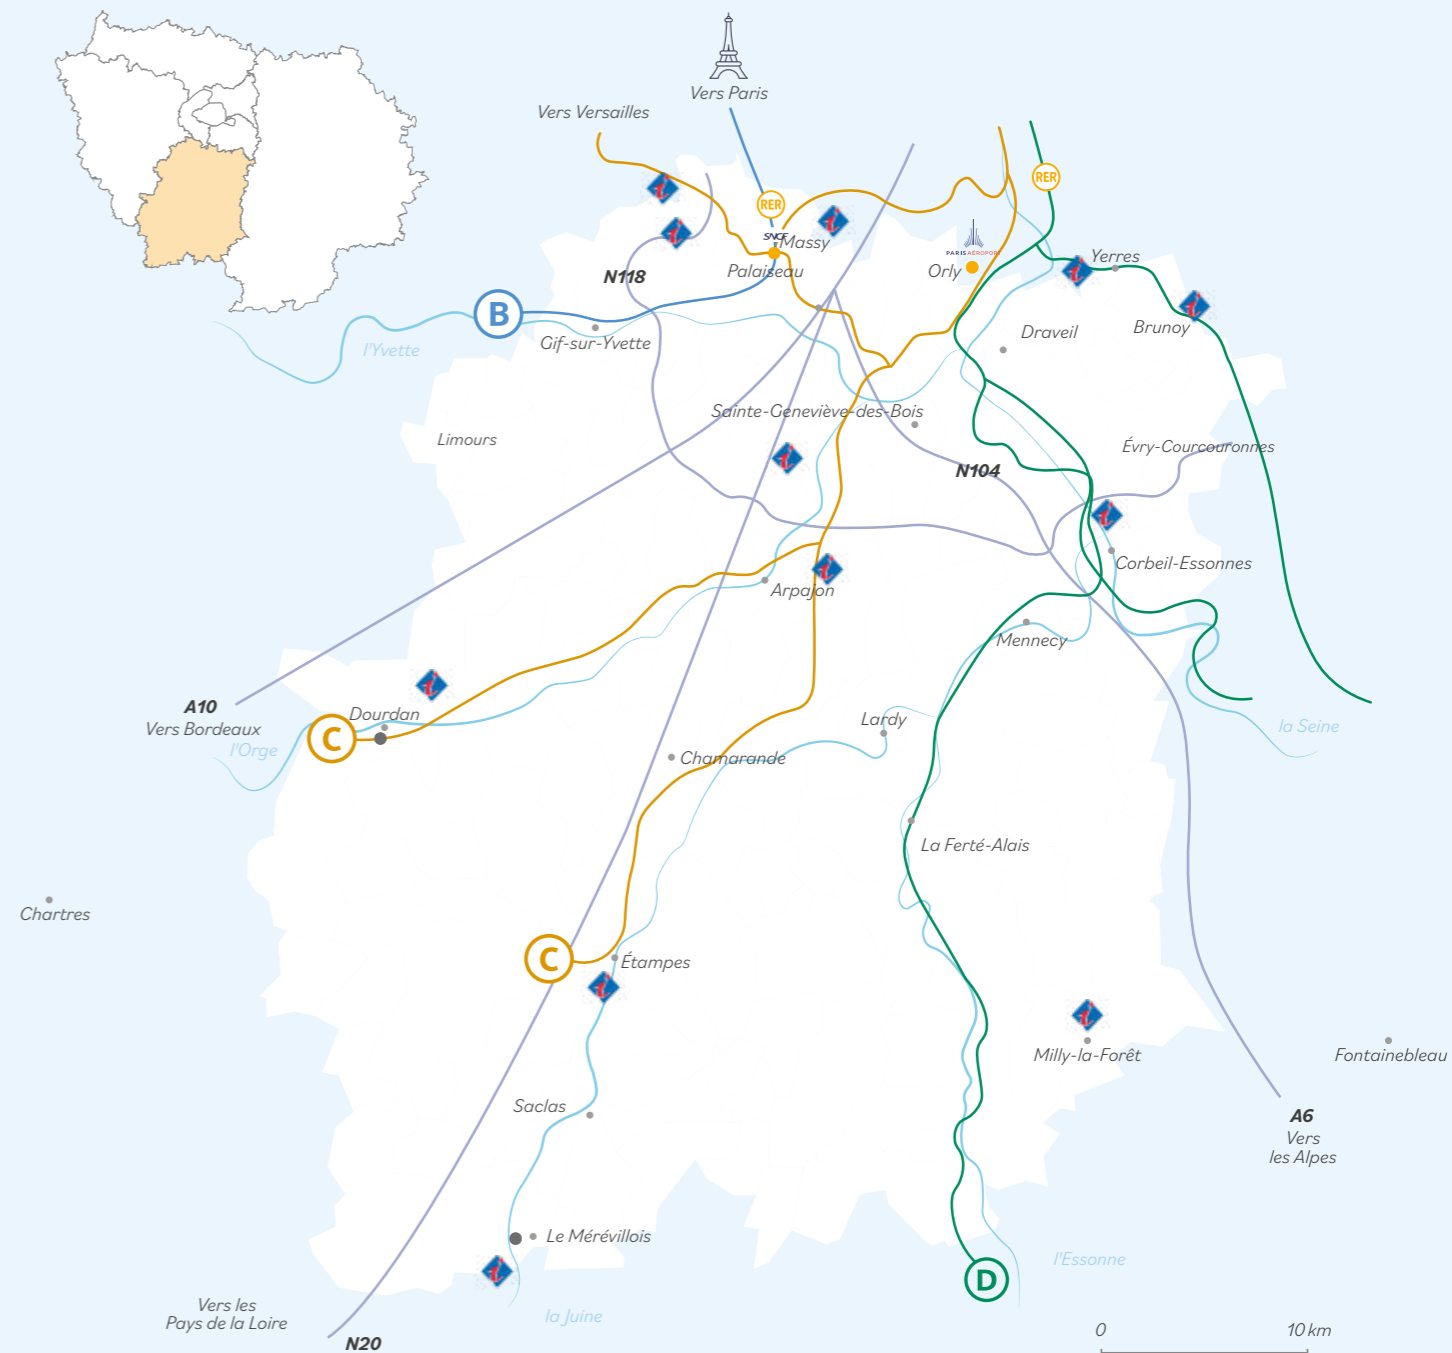 Vers Paris
Vers Versailles
RER
RER
SNCF
Massy
Palaiseau
PARIS AÉROPORT
Orly
Yerres
N118
B
Gif-sur-Yvette
l'Yvette
Draveil
Brunoy
Sainte-Geneviève-des-Bois
Limours
Évry-Courcouronnes
N104
Corbeil-Essonnes
Arpajon
Mennecy
A10
Vers Bordeaux
l'Orge
C
Dourdan
Lardy
la Seine
Chamarande
La Ferté-Alais
Chartres
C
Étampes
Milly-la-Forêt
Fontainebleau
Saclas
A6
Vers
les Alpes
Le Mérévillois
l'Essonne
D
Vers les
Pays de la Loire
la Juine
N20
0
10 km